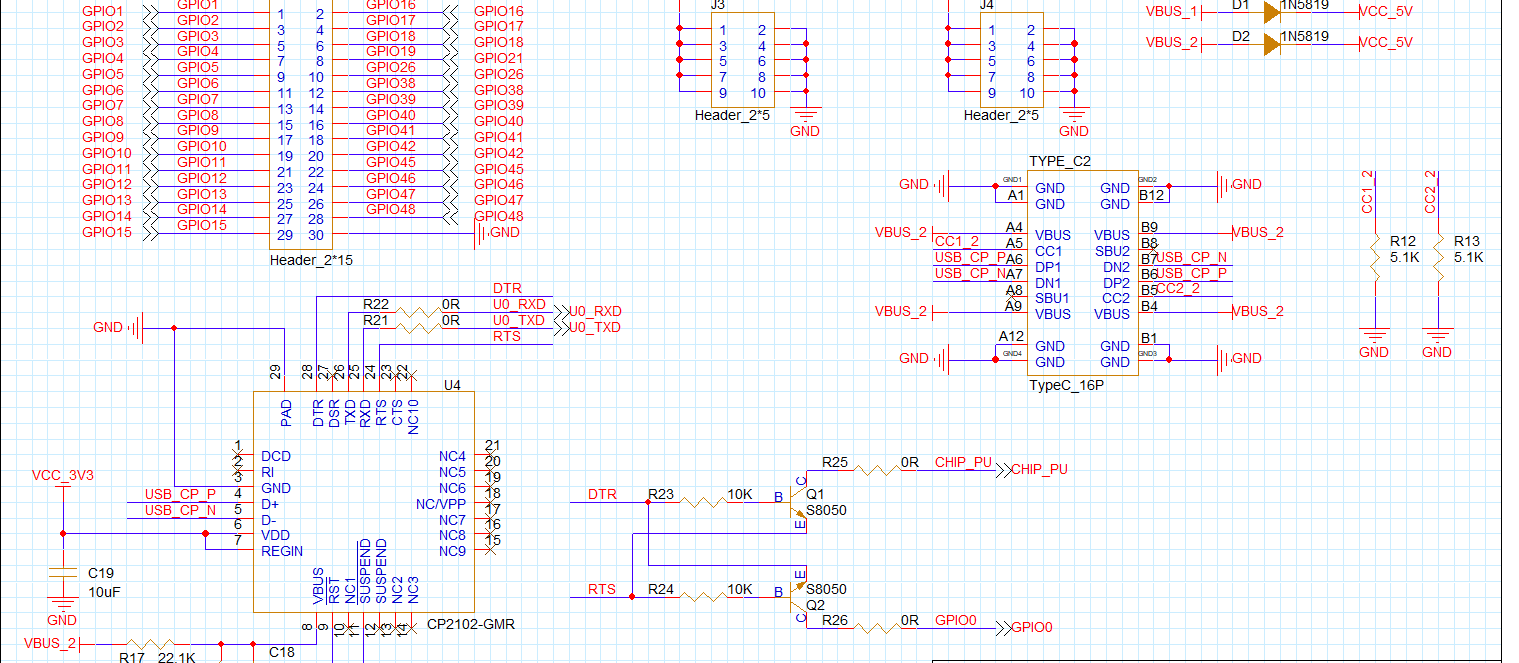 GPIO1 GPIO1 1 2 GPIO16 GPIO16
GPIO2 GPIO2 3 4 GPIO17 GPIO17
GPIO3 GPIO3 5 6 GPIO18 GPIO18
GPIO4 GPIO4 7 8 GPIO19 GPIO21
GPIO5 GPIO5 9 10 GPIO26 GPIO26
GPIO6 GPIO6 11 12 GPIO38 GPIO38
GPIO7 GPIO7 13 14 GPIO39 GPIO39
GPIO8 GPIO8 15 16 GPIO40 GPIO40
GPIO9 GPIO9 17 18 GPIO41 GPIO41
GPIO10 GPIO10 19 20 GPIO42 GPIO42
GPIO11 GPIO11 21 22 GPIO45 GPIO45
GPIO12 GPIO12 23 24 GPIO46 GPIO46
GPIO13 GPIO13 25 26 GPIO47 GPIO47
GPIO14 GPIO14 27 28 GPIO48 GPIO48
GPIO15 GPIO15 29 30 GND
Header_2*15
J3
1 2
3 4
5 6
7 8
9 10
Header_2*5
GND
J4
1 2
3 4
5 6
7 8
9 10
Header_2*5
GND
VBUS_1 D1 1N5819 VCC_5V
VBUS_2 D2 1N5819 VCC_5V
TYPE_C2
GND GND1 GND GND GND2 GND
A1 GND GND B12
VBUS_2 A4 VBUS VBUS B9 VBUS_2
CC1_2 A5 CC1 SBU2 B8
USB_CP_P A6 DP1 DN2 B7 USB_CP_N
USB_CP_N A7 DN1 DP2 B6 USB_CP_P
A8 SBU1 CC2 B5 CC2_2
VBUS_2 A9 VBUS VBUS B4 VBUS_2
A12 GND GND B1
GND GND4 GND GND GND3 GND
TypeC_16P
CC1_2 CC2_2
R12 R13
5.1K 5.1K
GND GND
DTR
R22 0R U0_RXD U0_RXD
R21 0R U0_TXD U0_TXD
RTS
GND
29 28 27 26 25 24 23 22
U4
PAD DTR DSR TXD RXD RTS CTS NC10
1 DCD NC4 21
2 RI NC5 20
3 GND NC6 19
USB_CP_P 4 D+ NC/VPP 18
USB_CP_N 5 D- NC7 17
6 VDD NC8 16
7 REGIN NC9 15
VBUS RST NC1 SUSPEND SUSPEND NC2 NC3
8 9 10 11 12 13 14
CP2102-GMR
VCC_3V3
C19
10uF
GND
VBUS_2
R17 22.1K
C18
R25 0R CHIP_PU CHIP_PU
DTR R23 10K B C E Q1
S8050
RTS R24 10K B E C S8050
Q2
R26 0R GPIO0 GPIO0